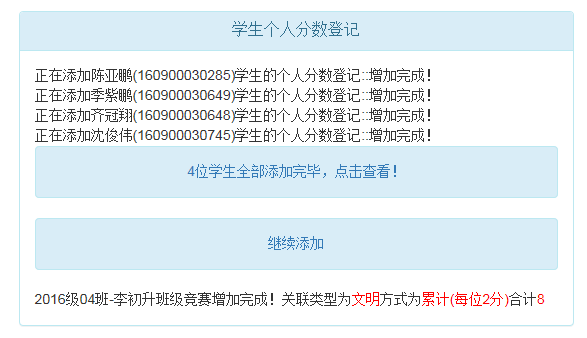 学生个人分数登记
正在添加陈亚鹏(160900030285)学生的个人分数登记::增加完成！
正在添加季紫鹏(160900030649)学生的个人分数登记::增加完成！
正在添加齐冠翔(160900030648)学生的个人分数登记::增加完成！
正在添加沈俊伟(160900030745)学生的个人分数登记::增加完成！
4位学生全部添加完毕，点击查看！
继续添加
2016级04班-李初升班级竞赛增加完成！关联类型为文明方式为累计(每位2分)合计8